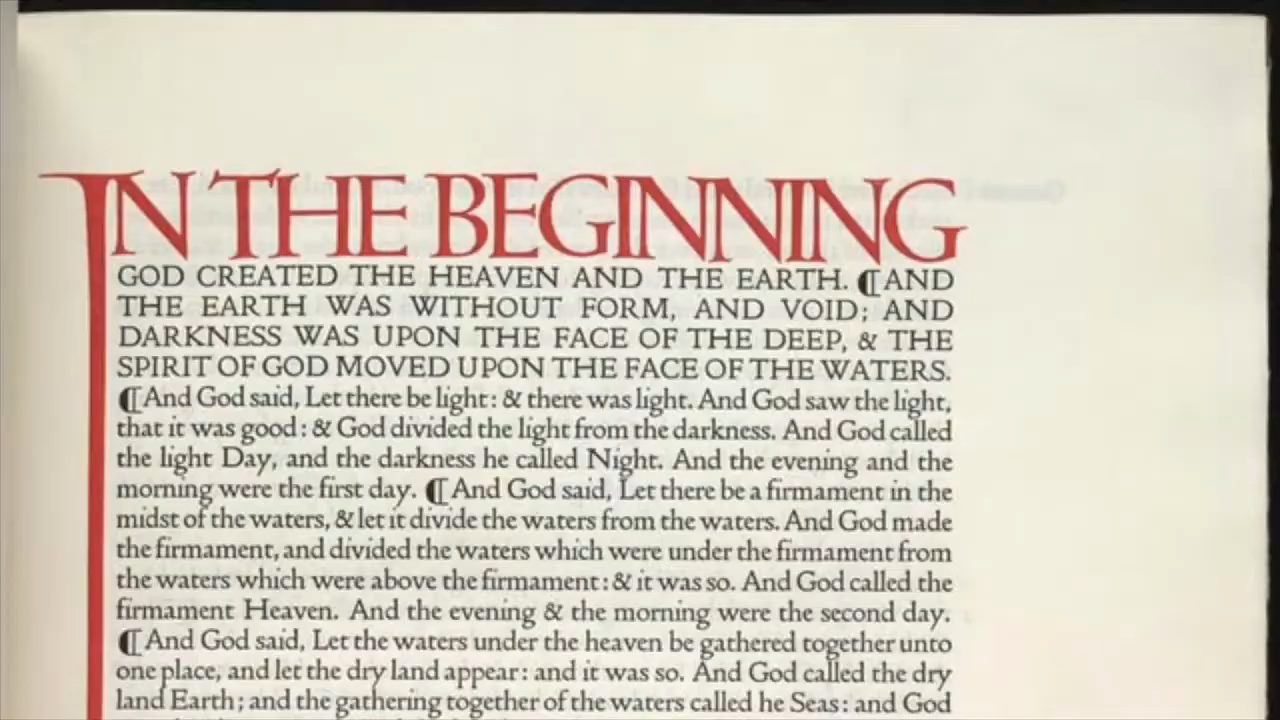 IN THE BEGINNING
GOD CREATED THE HEAVEN AND THE EARTH. ¶AND
THE EARTH WAS WITHOUT FORM, AND VOID; AND
DARKNESS WAS UPON THE FACE OF THE DEEP, & THE
SPIRIT OF GOD MOVED UPON THE FACE OF THE WATERS.
¶And God said, Let there be light: & there was light. And God saw the light,
that it was good: & God divided the light from the darkness. And God called
the light Day, and the darkness he called Night. And the evening and the
morning were the first day. ¶And God said, Let there be a firmament in the
midst of the waters, & let it divide the waters from the waters. And God made
the firmament, and divided the waters which were under the firmament from
the waters which were above the firmament: & it was so. And God called the
firmament Heaven. And the evening & the morning were the second day.
¶And God said, Let the waters under the heaven be gathered together unto
one place, and let the dry land appear: and it was so. And God called the dry
land Earth; and the gathering together of the waters called he Seas: and God